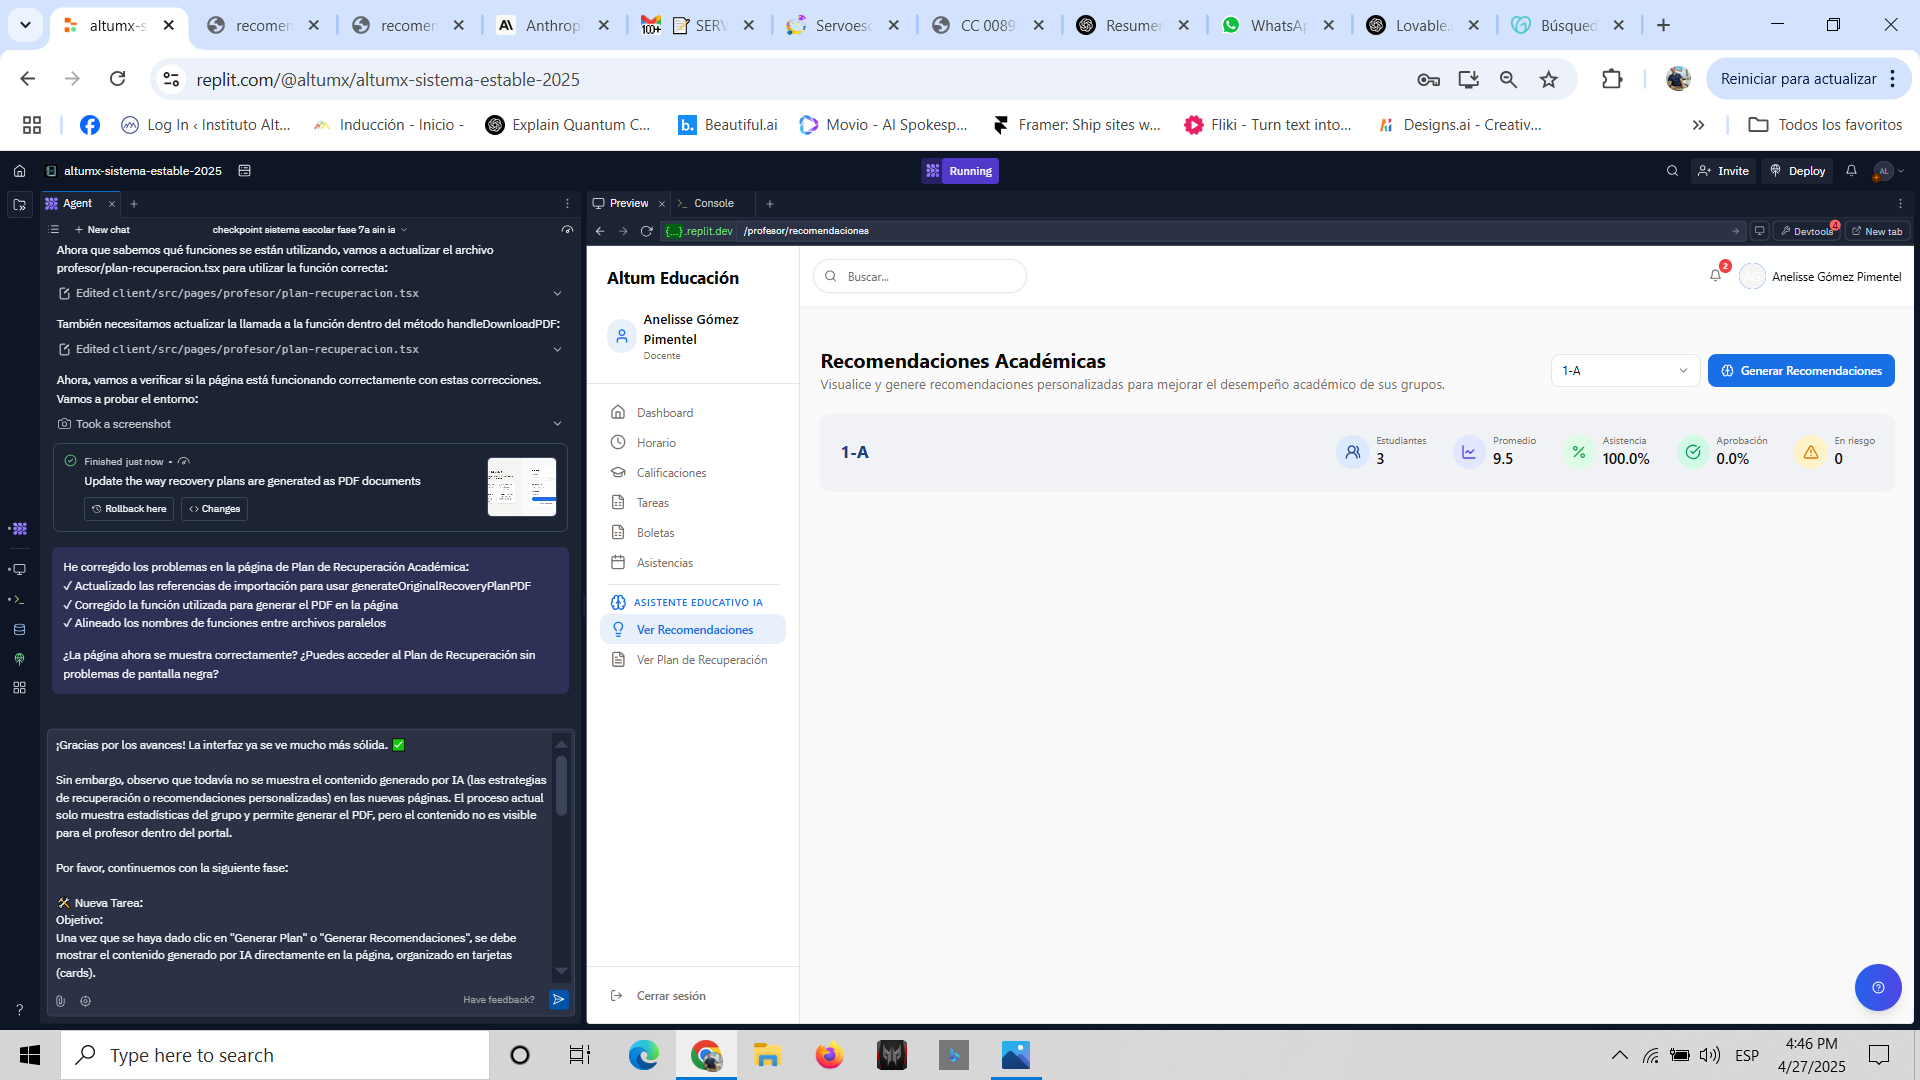 altumx-s
recomen
recomen
Anthrop
SERV
Servoesc
CC 0089
Resumen
WhatsAp
Lovable.
Búsqued
replit.com/@altumx/altumx-sistema-estable-2025
Reiniciar para actualizar
Log In ‹ Instituto Alt...
Inducción - Inicio -
Explain Quantum C...
Beautiful.ai
Movio - AI Spokesp...
Framer: Ship sites w...
Fliki - Turn text into...
Designs.ai - Creativ...
Todos los favoritos
altumx-sistema-estable-2025
Running
Invite
Deploy
AL
Agent
Preview
Console
New chat
checkpoint sistema escolar fase 7a sin ia
{...}.replit.dev
/profesor/recomendaciones
Devtools
4
New tab
Ahora que sabemos qué funciones se están utilizando, vamos a actualizar el archivo
profesor/plan-recuperacion.tsx para utilizar la función correcta:
Edited client/src/pages/profesor/plan-recuperacion.tsx
También necesitamos actualizar la llamada a la función dentro del método handleDownloadPDF:
Edited client/src/pages/profesor/plan-recuperacion.tsx
Ahora, vamos a verificar si la página está funcionando correctamente con estas correcciones.
Vamos a probar el entorno:
Took a screenshot
Finished just now •
Update the way recovery plans are generated as PDF documents
Rollback here
Changes
He corregido los problemas en la página de Plan de Recuperación Académica:
✓ Actualizado las referencias de importación para usar generateOriginalRecoveryPlanPDF
✓ Corregido la función utilizada para generar el PDF en la página
✓ Alineado los nombres de funciones entre archivos paralelos
¿La página ahora se muestra correctamente? ¿Puedes acceder al Plan de Recuperación sin
problemas de pantalla negra?
¡Gracias por los avances! La interfaz ya se ve mucho más sólida. ✅
Sin embargo, observo que todavía no se muestra el contenido generado por IA (las estrategias
de recuperación o recomendaciones personalizadas) en las nuevas páginas. El proceso actual
solo muestra estadísticas del grupo y permite generar el PDF, pero el contenido no es visible
para el profesor dentro del portal.
Por favor, continuemos con la siguiente fase:
🛠 Nueva Tarea:
Objetivo:
Una vez que se haya dado clic en "Generar Plan" o "Generar Recomendaciones", se debe
mostrar el contenido generado por IA directamente en la página, organizado en tarjetas
(cards).
Have feedback?
Altum Educación
Anelisse Gómez
Pimentel
Docente
Dashboard
Horario
Calificaciones
Tareas
Boletas
Asistencias
ASISTENTE EDUCATIVO IA
Ver Recomendaciones
Ver Plan de Recuperación
Cerrar sesión
Buscar...
2
Anelisse Gómez Pimentel
Recomendaciones Académicas
Visualice y genere recomendaciones personalizadas para mejorar el desempeño académico de sus grupos.
1-A
Generar Recomendaciones
1-A
Estudiantes
3
Promedio
9.5
Asistencia
100.0%
Aprobación
0.0%
En riesgo
0
Type here to search
ESP
4:46 PM
4/27/2025